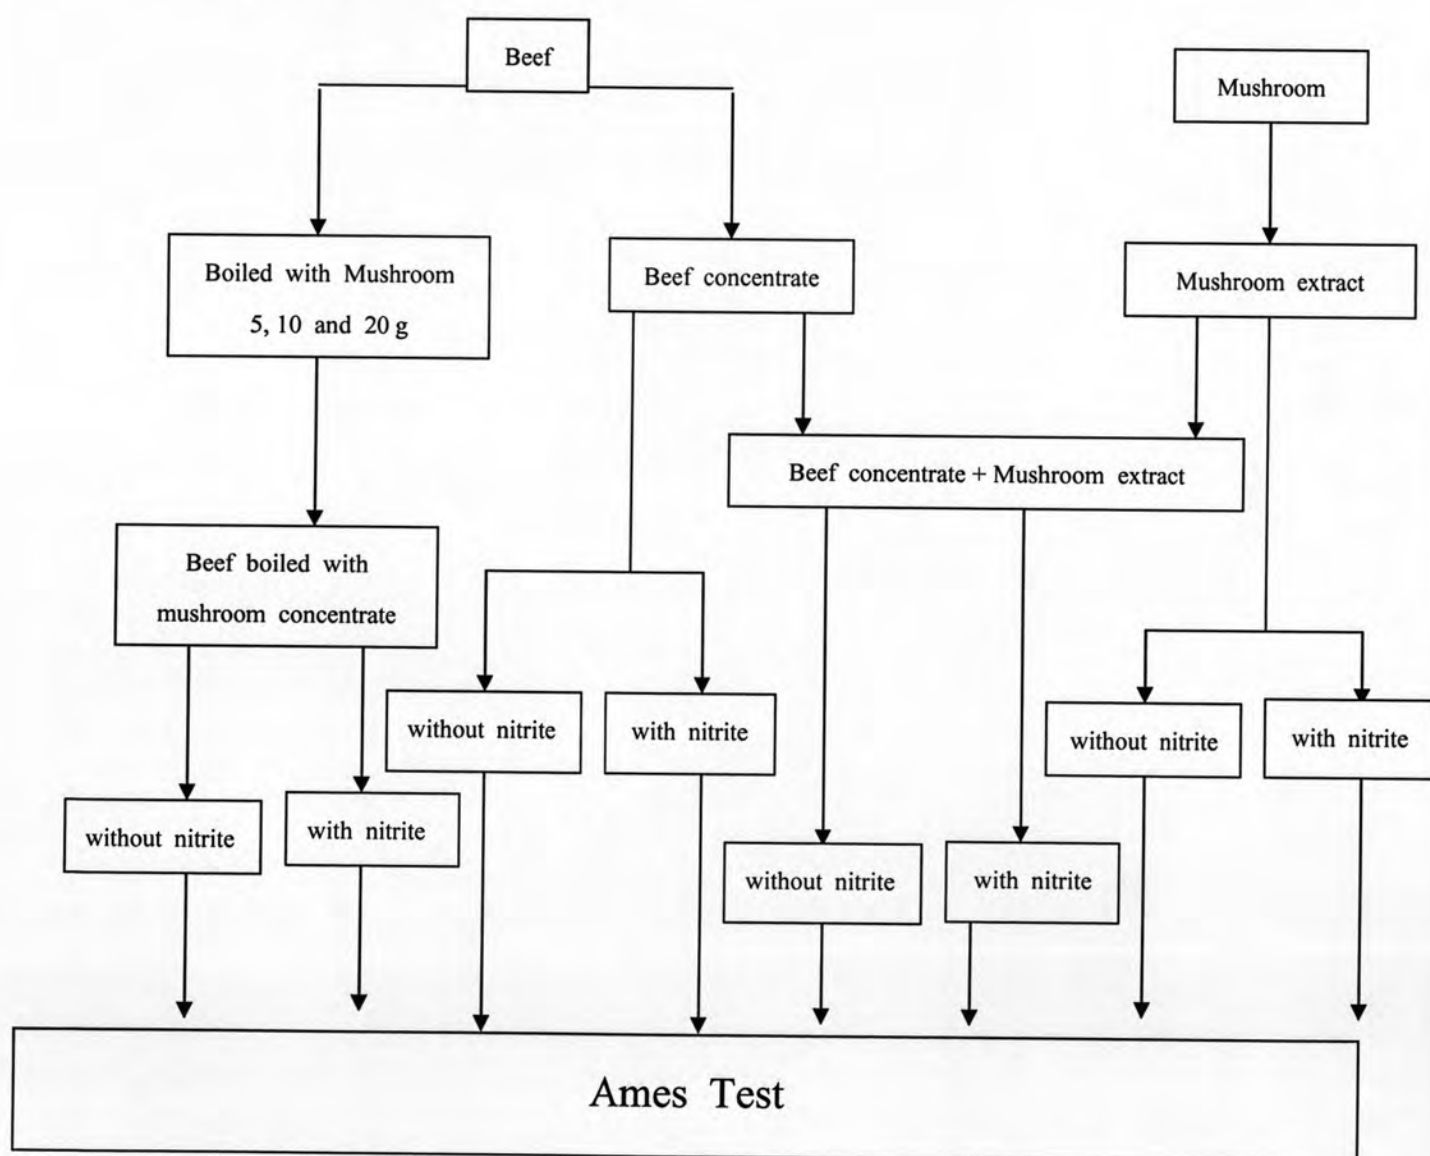 Beef
Mushroom
Boiled with Mushroom
5, 10 and 20 g
Beef concentrate
Mushroom extract
Beef concentrate + Mushroom extract
Beef boiled with
mushroom concentrate
without nitrite
with nitrite
without nitrite
with nitrite
without nitrite
with nitrite
without nitrite
with nitrite
Ames Test